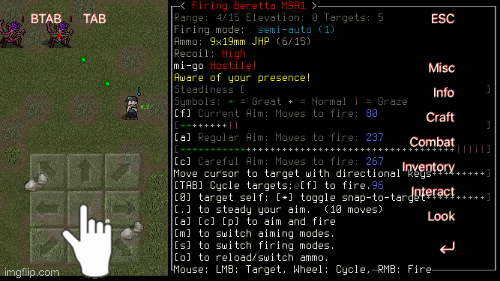 BTAB TAB
Firing Beretta M9A1
ESC
Range: 4/15 Elevation: 0 Targets: 5
Firing mode: semi-auto (1)
Ammo: 9x19mm JHP (6/15)
Recoil: High
mi-go Hostile!
Aware of your presence!
Steadiness [
Symbols: * = Great + = Normal | = Graze
[f] Current Aim: Moves to fire: 80
[a] Regular Aim: Moves to fire: 237
[c] Careful Aim: Moves to fire: 267
Move cursor to target with directional keys
[TAB] Cycle targets; [f] to fire.
96
[0] target self; [*] toggle snap-to-target
[.] to steady your aim. (10 moves)
[a] [c] [p] to aim and fire
[m] to switch aiming modes.
[s] to switch firing modes.
[o] to reload/switch ammo.
Mouse: LMB: Target, Wheel: Cycle, RMB: Fire
Misc
Info
Craft
Combat
Inventory
Interact
Look
imgflip.com